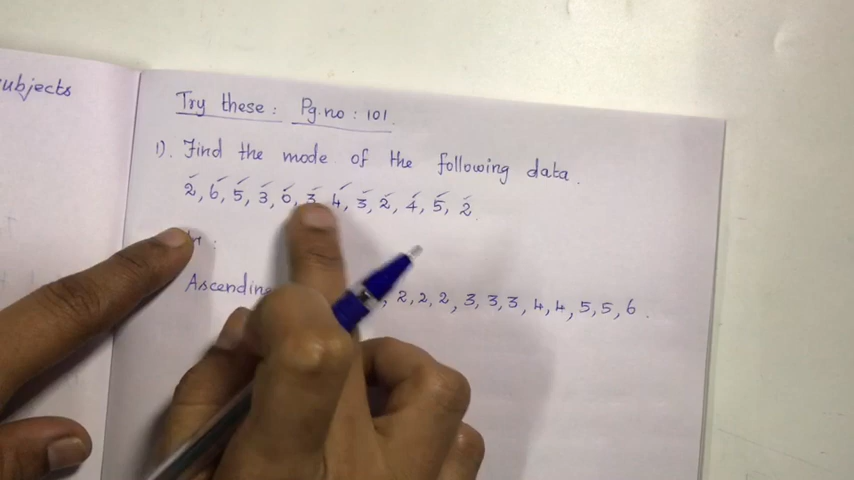 ubjects
Try these : Pg.no : 101.
1). Find the mode of the following data.
2, 6, 5, 3, 0, 3, 4, 3, 2, 4, 5, 2.
Ascendin
, 2, 2, 2, 3, 3, 3, 4, 4, 5, 5, 6.